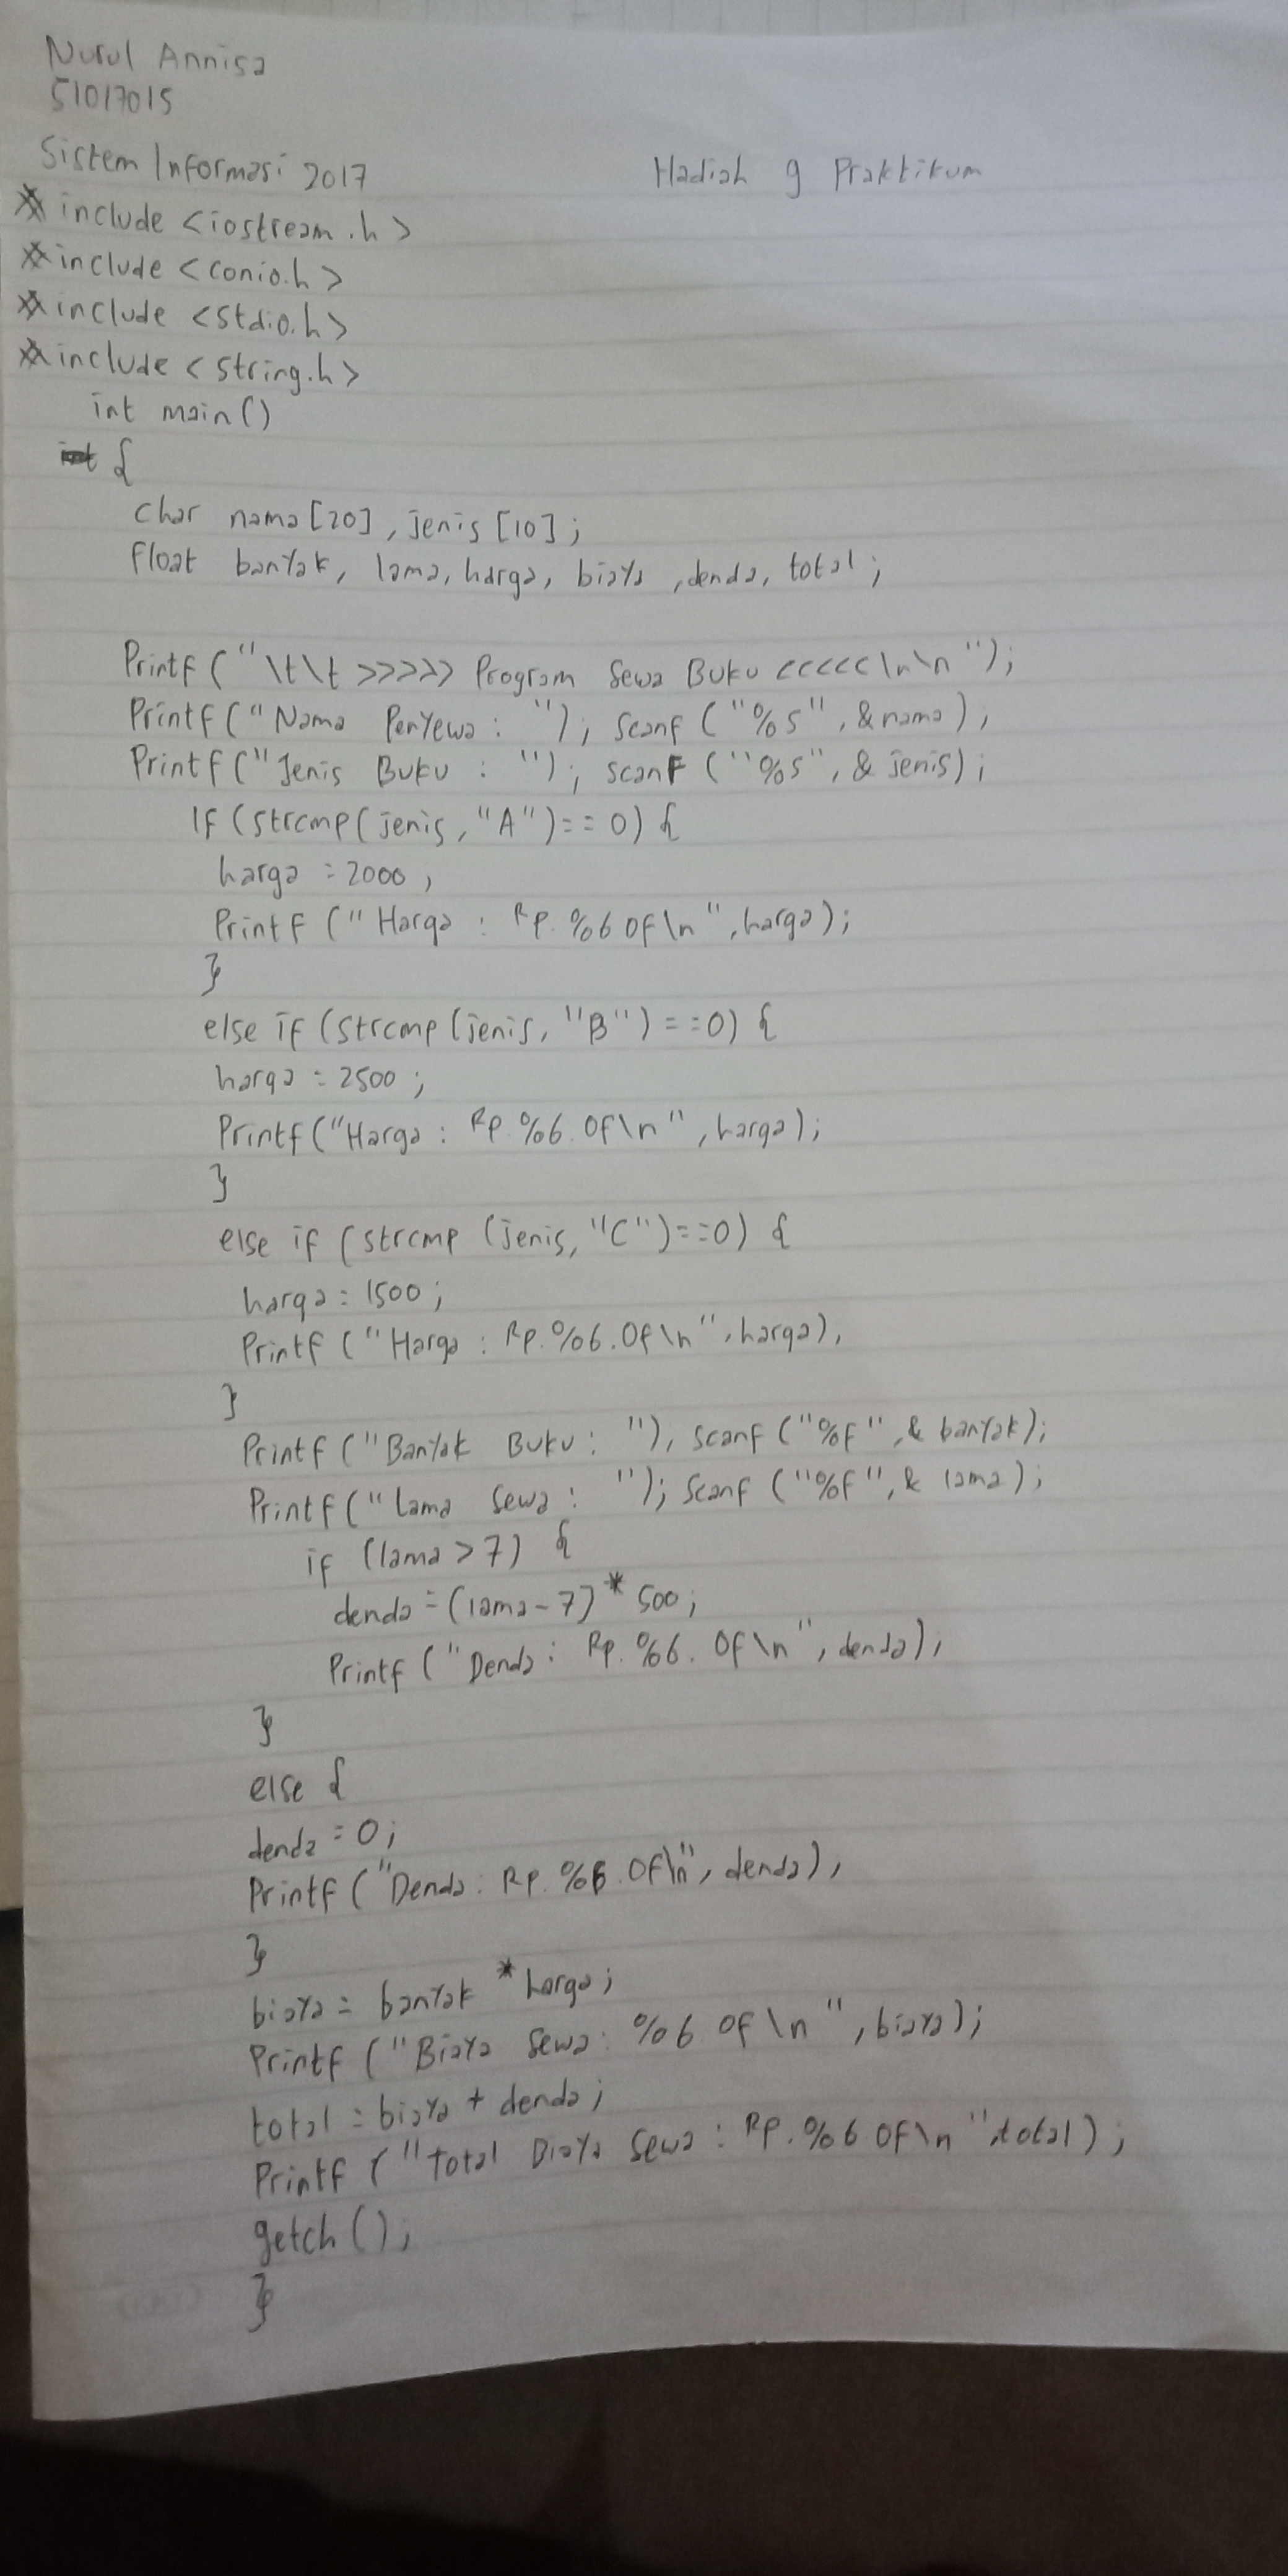 Nurul Annisa
51017015
Sistem Informasi 2017
Hadiah 9 Praktikum
# include <iostream.h>
# include <conio.h>
# include <stdio.h>
# include <string.h>
int main()
{
char nama[20], jenis [10];
float banyak, lama, harga, biaya, denda, total;
Printf ("\t\t >>>>> Program Sewa Buku <<<<<\n\n");
Printf ("Nama Penyewa : "); scanf ("%s", &nama);
Printf ("Jenis Buku : "); scanf ("%s", & jenis);
If (strcmp(jenis, "A")==0) {
harga =2000,
Printf ("Harga : Rp. %6 0f\n", harga);
}
else if (strcmp (jenis, "B")==0) {
harga = 2500;
Printf ("Harga : Rp %6.0f\n", harga);
}
else if (strcmp (jenis, "C")==0) {
harga = 1500;
Printf ("Harga : Rp.%6.0f\n", harga),
}
Printf ("Banyak Buku : "), scanf ("%f", & banyak);
Printf ("Lama Sewa : "); scanf ("%f", & lama);
if (lama > 7) {
denda = (lama-7) * 500;
Printf ("Denda : Rp. %6. 0f \n", denda),
}
else {
denda = 0;
Printf ("Denda : Rp. %6.0f\n", denda),
}
biaya = banyak * harga;
Printf ("Biaya Sewa : %6 0f \n", biaya);
total = biaya + denda;
Printf ("Total Biaya Sewa : Rp. %6 0f\n",total);
getch ();
}